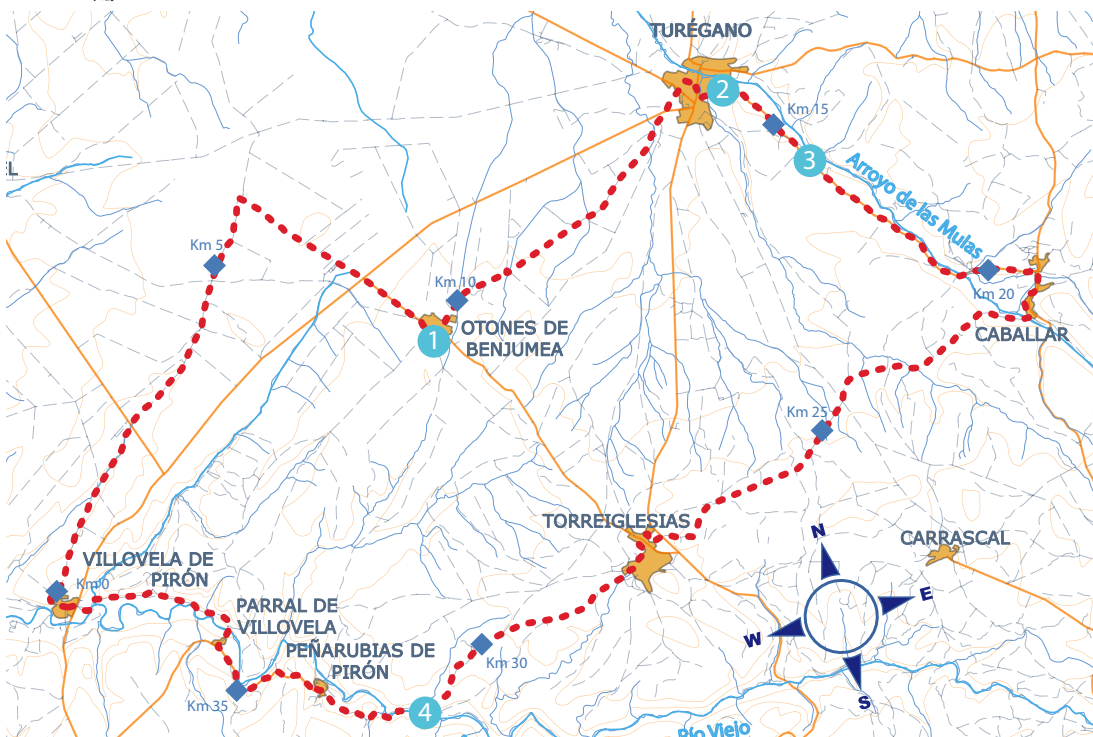 TURÉGANO
2
Km 15
3
L
Arroyo de las Mulas
Km 5
Km 10
Km 20
OTONES DE
BENJUMEA
1
CABALLAR
Km 25
TORREIGLESIAS
N
CARRASCAL
VILLOVELA DE
PIRÓN
Km 0
E
PARRAL DE
VILLOVELA
W
PEÑARUBIAS DE
PIRÓN
Km 30
S
Km 35
4
Río Viejo